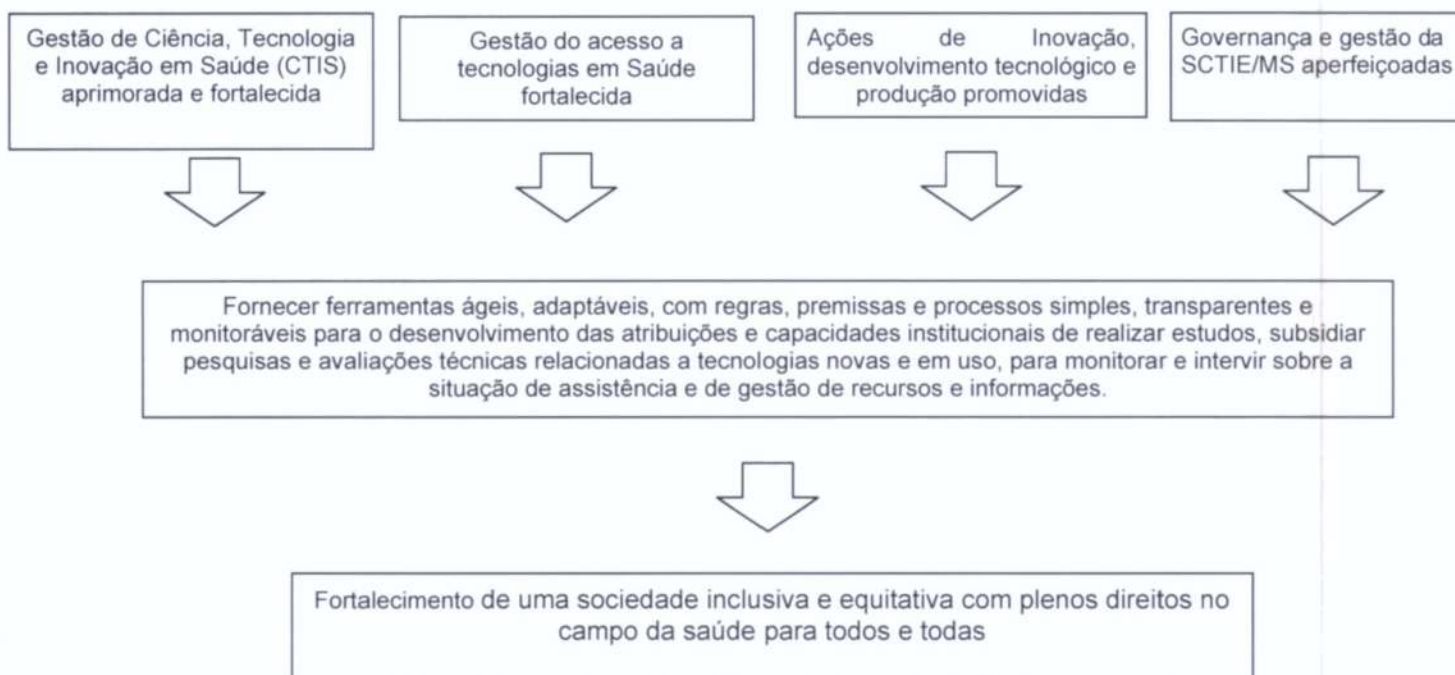 Gestão de Ciência, Tecnologia
e Inovação em Saúde (CTIS)
aprimorada e fortalecida
Gestão do acesso a
tecnologias em Saúde
fortalecida
Ações de Inovação,
desenvolvimento tecnológico e
produção promovidas
Governança e gestão da
SCTIE/MS aperfeiçoadas
Fornecer ferramentas ágeis, adaptáveis, com regras, premissas e processos simples, transparentes e
monitoráveis para o desenvolvimento das atribuições e capacidades institucionais de realizar estudos, subsidiar
pesquisas e avaliações técnicas relacionadas a tecnologias novas e em uso, para monitorar e intervir sobre a
situação de assistência e de gestão de recursos e informações.
Fortalecimento de uma sociedade inclusiva e equitativa com plenos direitos no
campo da saúde para todos e todas